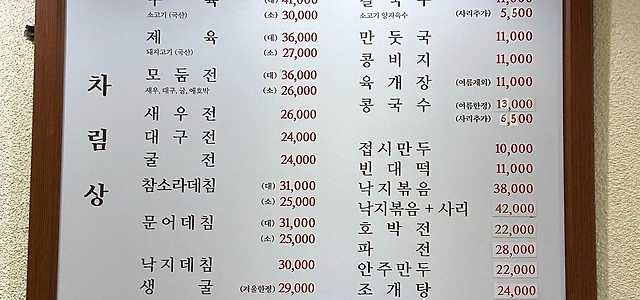 차림상
수 육 (대) 41,000
소고기 (국산) (소) 30,000
제 육 (대) 36,000
돼지고기 (국산) (소) 27,000
모 둠 전 (대) 36,000
새우, 대구, 굴, 애호박 (소) 26,000
새 우 전 26,000
대 구 전 24,000
굴 전 24,000
참소라데침 (대) 31,000
(소) 25,000
문 어 데 침 (대) 31,000
(소) 25,000
낙 지 데 침 30,000
생 굴 (겨울한정) 29,000
칼 국 수 11,000
소고기 양지육수 (사리추가) 5,500
만 둣 국 11,000
콩 비 지 11,000
육 개 장 (여름제외) 11,000
콩 국 수 (여름한정) 13,000
(사리추가) 6,500
접 시 만 두 10,000
빈 대 떡 11,000
낙 지 볶 음 38,000
낙지볶음 + 사리 42,000
호 박 전 22,000
파 전 28,000
안 주 만 두 22,000
조 개 탕 24,000